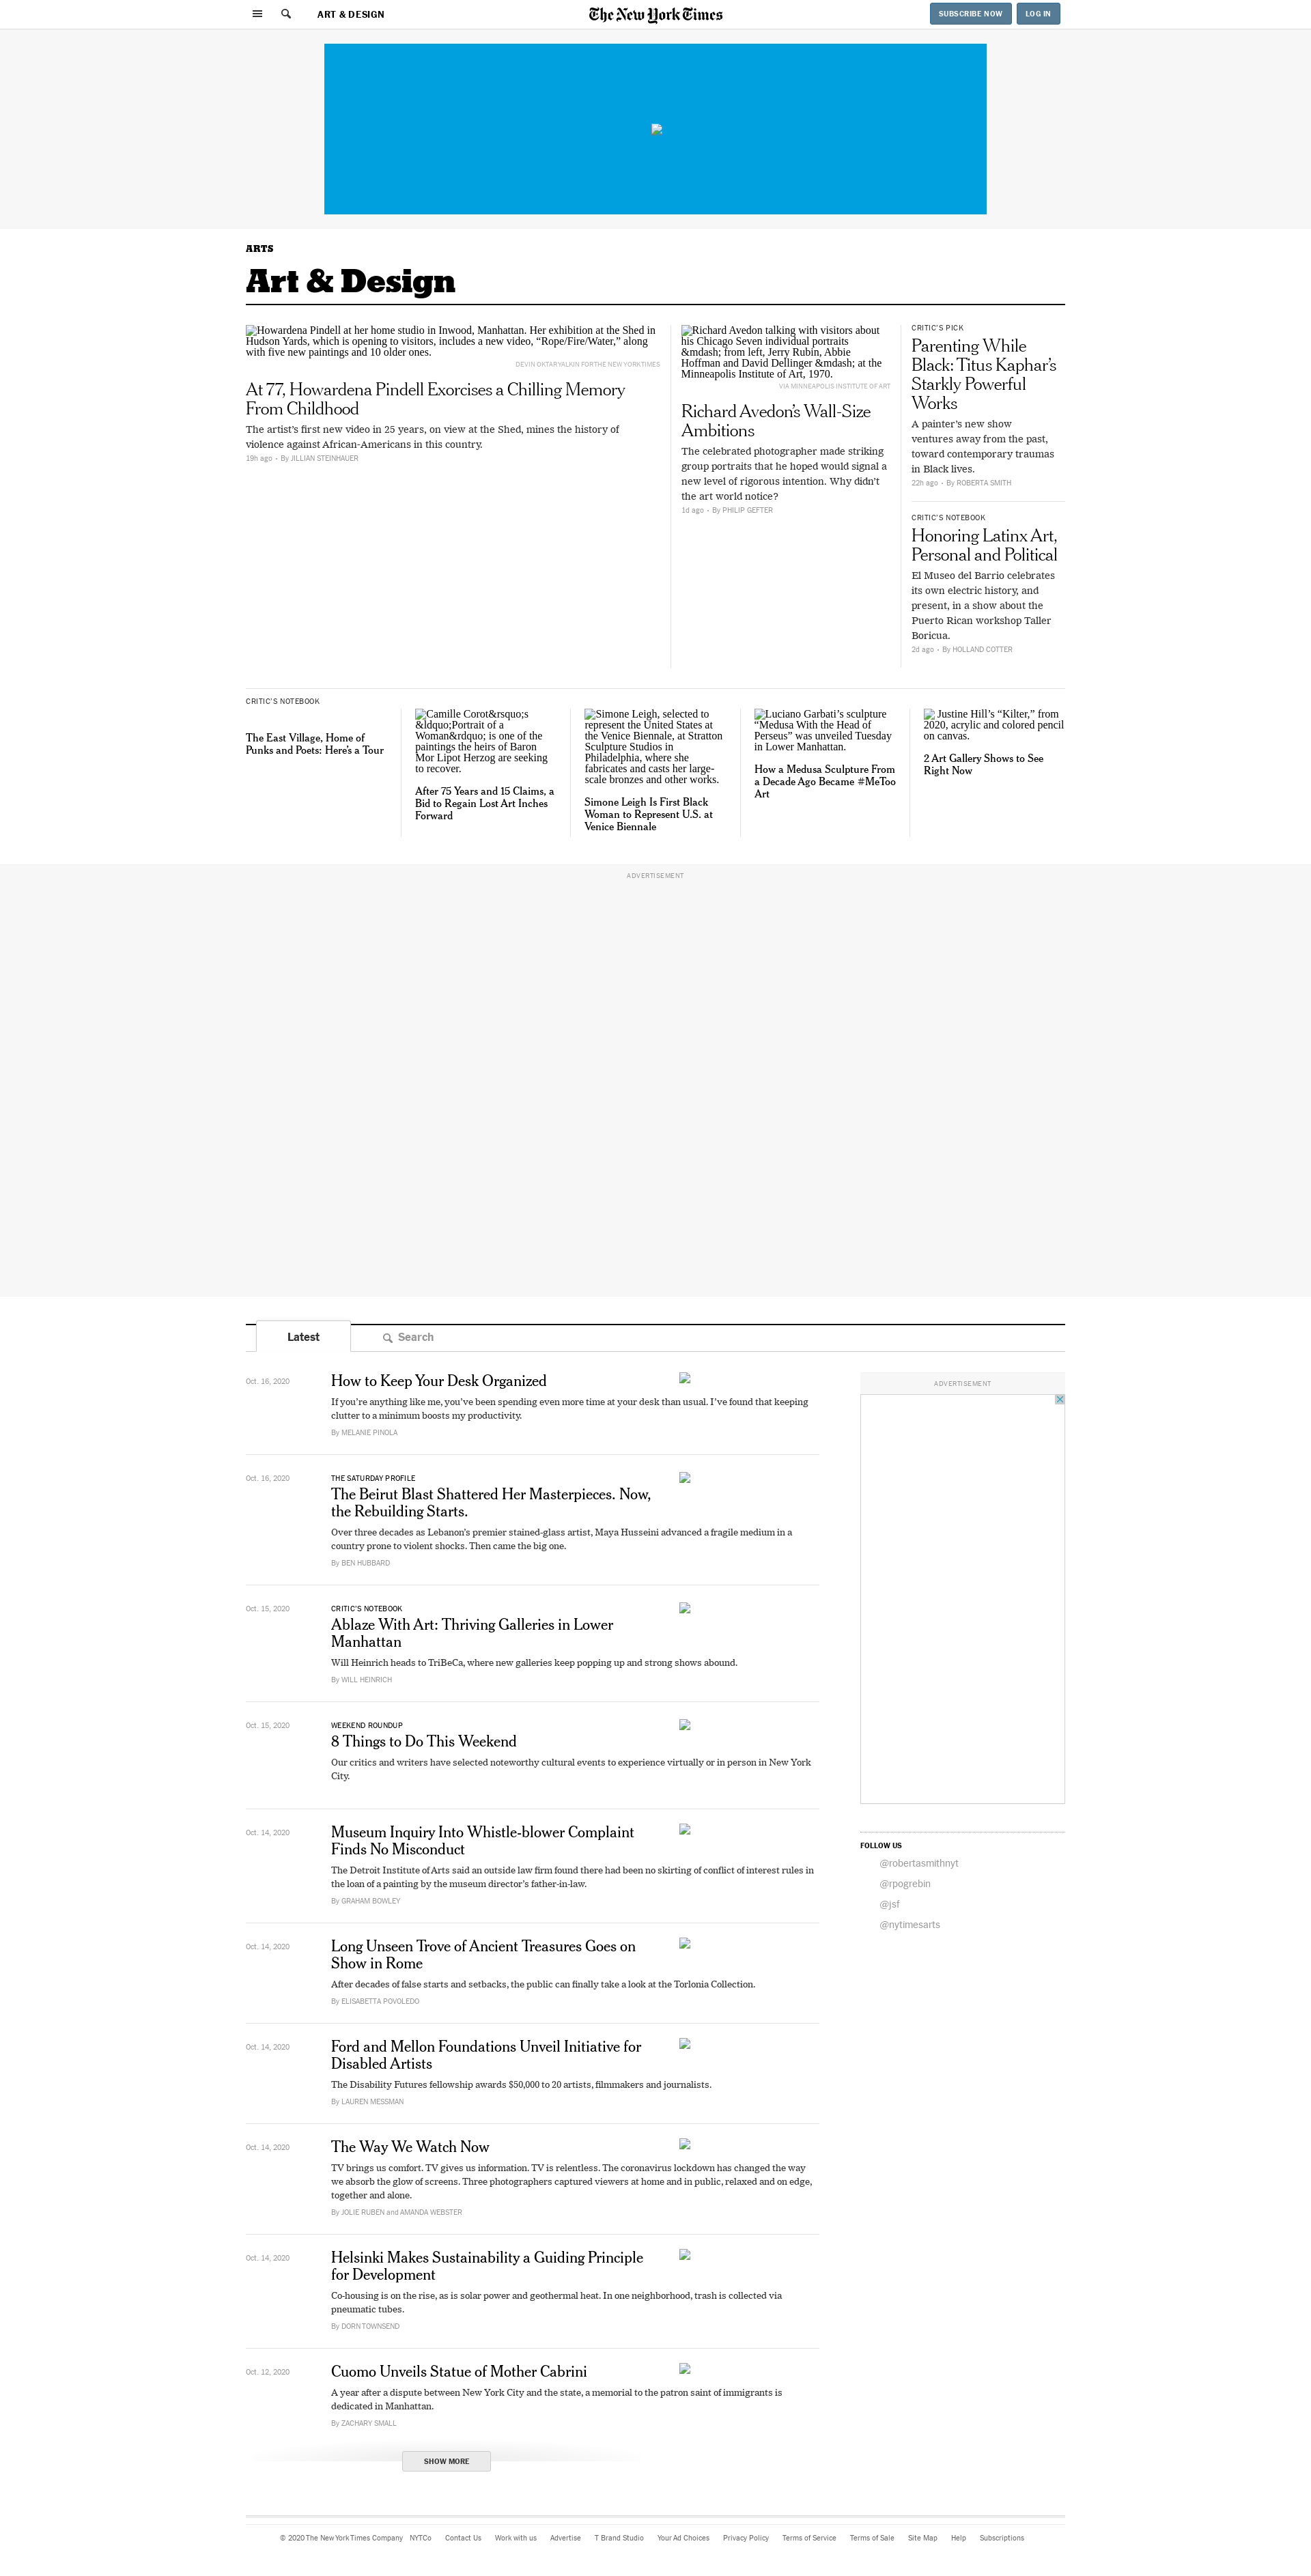 ART & DESIGN
The New York Times
SUBSCRIBE NOW
LOG IN
ARTS
Art & Design
Howardena Pindell at her home studio in Inwood, Manhattan. Her exhibition at the Shed in
Hudson Yards, which is opening to visitors, includes a new video, “Rope/Fire/Water,” along
with five new paintings and 10 older ones.
DEVIN OKTAR YALKIN FOR THE NEW YORK TIMES
At 77, Howardena Pindell Exorcises a Chilling Memory
From Childhood
The artist’s first new video in 25 years, on view at the Shed, mines the history of
violence against African-Americans in this country.
19h ago • By JILLIAN STEINHAUER
Richard Avedon talking with visitors about
his Chicago Seven individual portraits
&mdash; from left, Jerry Rubin, Abbie
Hoffman and David Dellinger &mdash; at the
Minneapolis Institute of Art, 1970.
VIA MINNEAPOLIS INSTITUTE OF ART
Richard Avedon’s Wall-Size
Ambitions
The celebrated photographer made striking
group portraits that he hoped would signal a
new level of rigorous intention. Why didn’t
the art world notice?
1d ago • By PHILIP GEFTER
CRITIC’S PICK
Parenting While
Black: Titus Kaphar’s
Starkly Powerful
Works
A painter’s new show
ventures away from the past,
toward contemporary traumas
in Black lives.
22h ago • By ROBERTA SMITH
CRITIC’S NOTEBOOK
Honoring Latinx Art,
Personal and Political
El Museo del Barrio celebrates
its own electric history, and
present, in a show about the
Puerto Rican workshop Taller
Boricua.
2d ago • By HOLLAND COTTER
CRITIC’S NOTEBOOK
The East Village, Home of
Punks and Poets: Here’s a Tour
Camille Corot&rsquo;s
&ldquo;Portrait of a
Woman&rdquo; is one of the
paintings the heirs of Baron
Mor Lipot Herzog are seeking
to recover.
After 75 Years and 15 Claims, a
Bid to Regain Lost Art Inches
Forward
Simone Leigh, selected to
represent the United States at
the Venice Biennale, at Stratton
Sculpture Studios in
Philadelphia, where she
fabricates and casts her large-
scale bronzes and other works.
Simone Leigh Is First Black
Woman to Represent U.S. at
Venice Biennale
Luciano Garbati’s sculpture
“Medusa With the Head of
Perseus” was unveiled Tuesday
in Lower Manhattan.
How a Medusa Sculpture From
a Decade Ago Became #MeToo
Art
Justine Hill’s “Kilter,” from
2020, acrylic and colored pencil
on canvas.
2 Art Gallery Shows to See
Right Now
ADVERTISEMENT
Latest
Search
Oct. 16, 2020
How to Keep Your Desk Organized
If you’re anything like me, you’ve been spending even more time at your desk than usual. I’ve found that keeping
clutter to a minimum boosts my productivity.
By MELANIE PINOLA
Oct. 16, 2020
THE SATURDAY PROFILE
The Beirut Blast Shattered Her Masterpieces. Now,
the Rebuilding Starts.
Over three decades as Lebanon’s premier stained-glass artist, Maya Husseini advanced a fragile medium in a
country prone to violent shocks. Then came the big one.
By BEN HUBBARD
Oct. 15, 2020
CRITIC’S NOTEBOOK
Ablaze With Art: Thriving Galleries in Lower
Manhattan
Will Heinrich heads to TriBeCa, where new galleries keep popping up and strong shows abound.
By WILL HEINRICH
Oct. 15, 2020
WEEKEND ROUNDUP
8 Things to Do This Weekend
Our critics and writers have selected noteworthy cultural events to experience virtually or in person in New York
City.
Oct. 14, 2020
Museum Inquiry Into Whistle-blower Complaint
Finds No Misconduct
The Detroit Institute of Arts said an outside law firm found there had been no skirting of conflict of interest rules in
the loan of a painting by the museum director’s father-in-law.
By GRAHAM BOWLEY
Oct. 14, 2020
Long Unseen Trove of Ancient Treasures Goes on
Show in Rome
After decades of false starts and setbacks, the public can finally take a look at the Torlonia Collection.
By ELISABETTA POVOLEDO
Oct. 14, 2020
Ford and Mellon Foundations Unveil Initiative for
Disabled Artists
The Disability Futures fellowship awards $50,000 to 20 artists, filmmakers and journalists.
By LAUREN MESSMAN
Oct. 14, 2020
The Way We Watch Now
TV brings us comfort. TV gives us information. TV is relentless. The coronavirus lockdown has changed the way
we absorb the glow of screens. Three photographers captured viewers at home and in public, relaxed and on edge,
together and alone.
By JOLIE RUBEN and AMANDA WEBSTER
Oct. 14, 2020
Helsinki Makes Sustainability a Guiding Principle
for Development
Co-housing is on the rise, as is solar power and geothermal heat. In one neighborhood, trash is collected via
pneumatic tubes.
By DORN TOWNSEND
Oct. 12, 2020
Cuomo Unveils Statue of Mother Cabrini
A year after a dispute between New York City and the state, a memorial to the patron saint of immigrants is
dedicated in Manhattan.
By ZACHARY SMALL
SHOW MORE
ADVERTISEMENT
FOLLOW US
@robertasmithnyt
@rpogrebin
@jsf
@nytimesarts
© 2020 The New York Times Company NYTCo Contact Us Work with us Advertise T Brand Studio Your Ad Choices Privacy Policy Terms of Service Terms of Sale Site Map Help Subscriptions